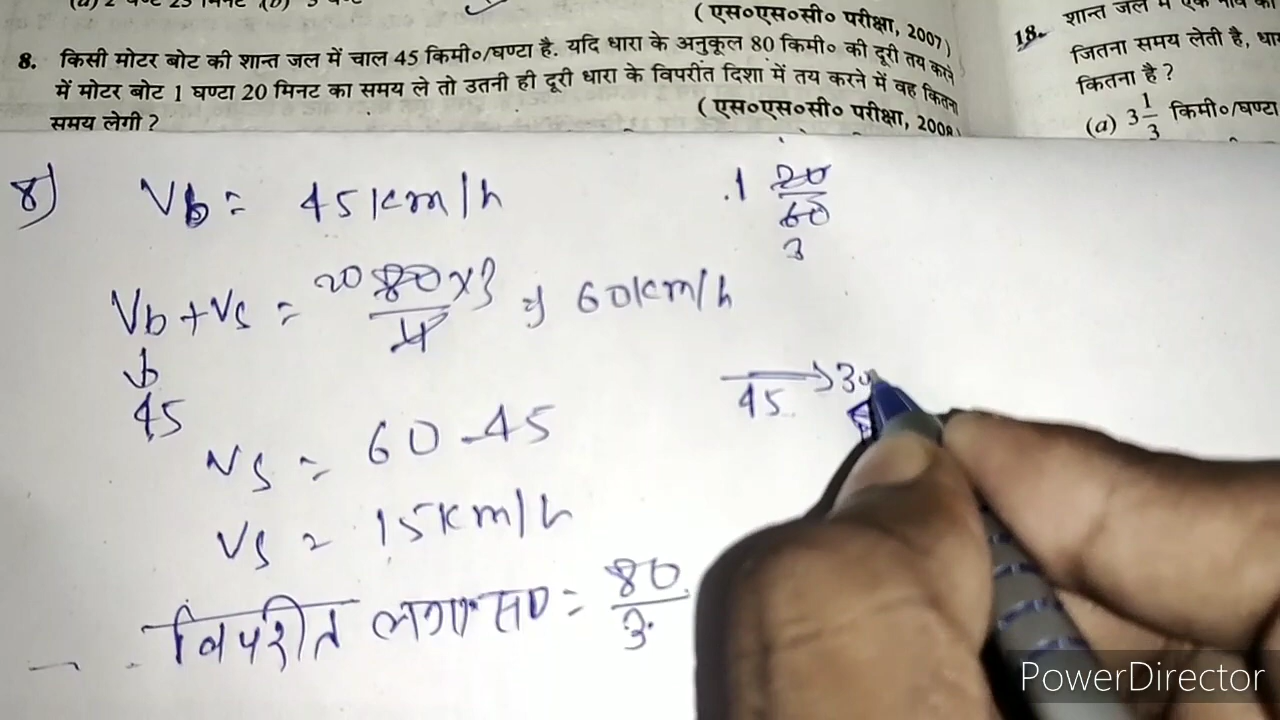 (एस०एस०सी० परीक्षा, 2007)
8. किसी मोटर बोट की शान्त जल में चाल 45 किमी०/घण्टा है. यदि धारा के अनुकूल 80 किमी० की दूरी तय करने
में मोटर बोट 1 घण्टा 20 मिनट का समय ले तो उतनी ही दूरी धारा के विपरीत दिशा में तय करने में वह कितना
समय लेगी ?
(एस०एस०सी० परीक्षा, 2008)
18. शान्त जल में एक नाव को
जितना समय लेती है, धा
कितना है ?
(a) 3 1/3 किमी०/घण्टा
8) Vb = 45 km/h
.1 20/60
3
Vb + Vs = 20 80×3/4 ⇒ 60 km/h
45
→ 30
45
Vs = 60 - 45
Vs = 15 km/h
विपरीत लगा स० = 80/3
PowerDirector